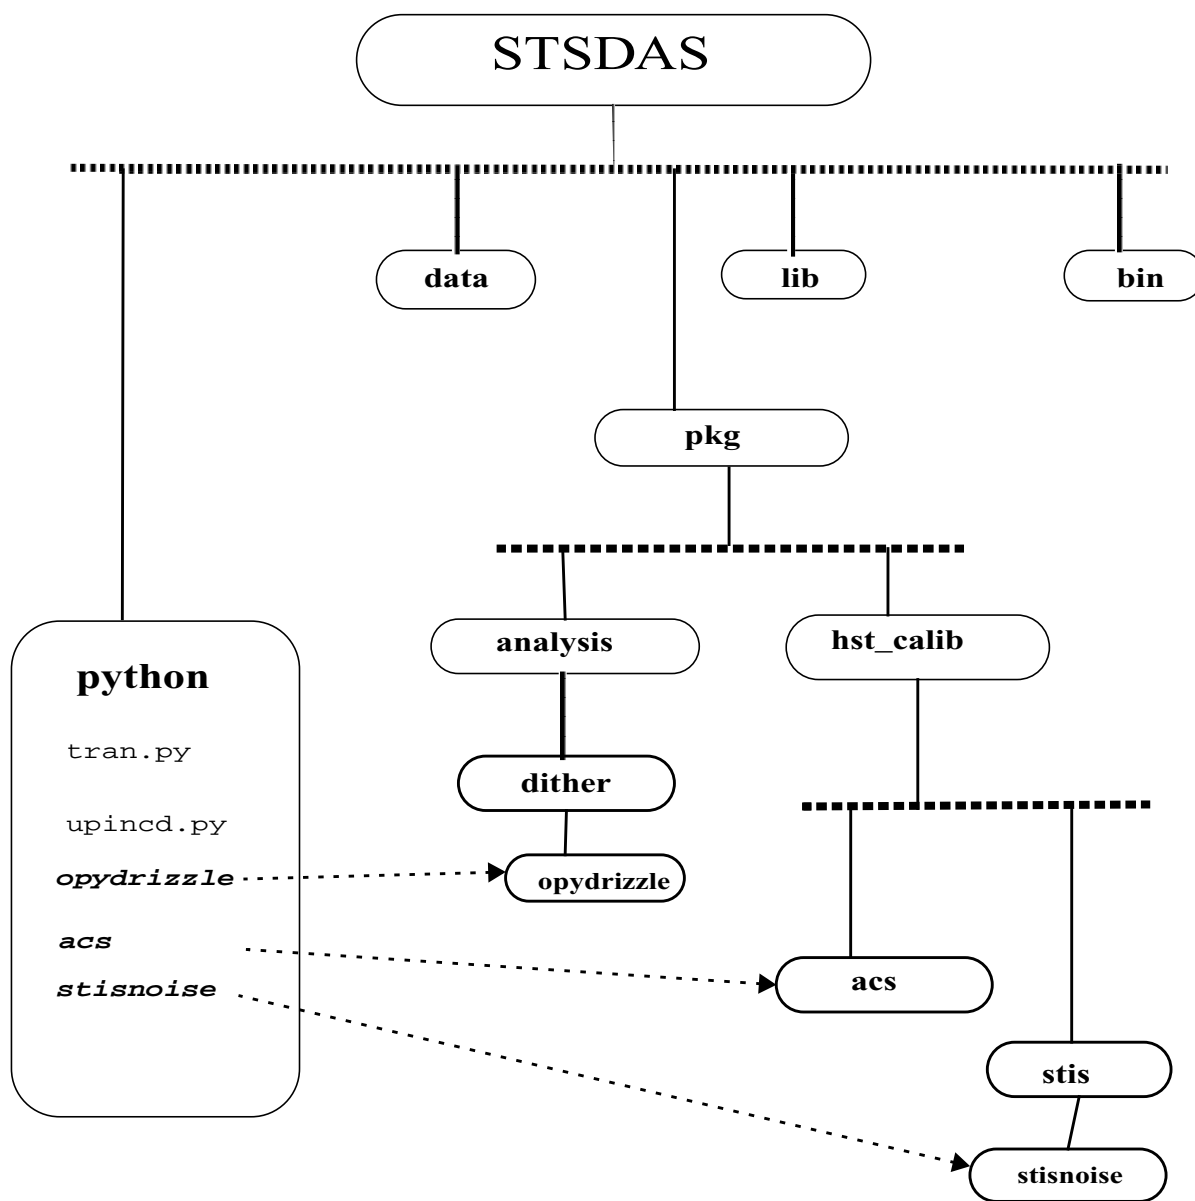 STSDAS
data
lib
bin
pkg
analysis
hst_calib
python
tran.py
dither
upincd.py
opydrizzle
opydrizzle
acs
acs
stisnoise
stis
stisnoise